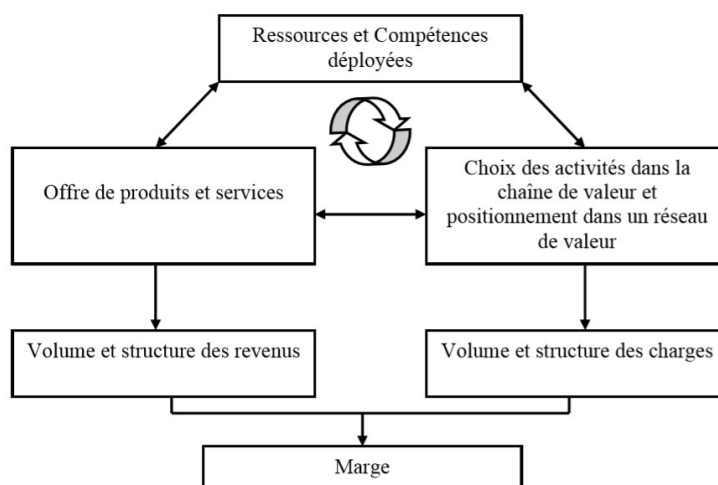 Ressources et Compétences
déployées
Offre de produits et services
Choix des activités dans la
chaîne de valeur et
positionnement dans un réseau
de valeur
Volume et structure des revenus
Volume et structure des charges
Marge